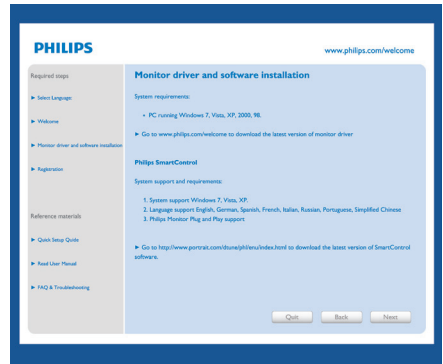 PHILIPS
www.philips.com/welcome
Required steps
Select Language
Welcome
Monitor driver and software installation
Registration
Reference materials
Quick Setup Guide
Read User Manual
FAQ & Troubleshooting
Monitor driver and software installation
System requirements:
• PC running Windows 7, Vista, XP, 2000, 98.
Go to www.philips.com/welcome to download the latest version of monitor driver
Philips SmartControl
System support and requirements:
1. System support Windows 7, Vista, XP.
2. Language support English, German, Spanish, French, Italian, Russian, Portuguese, Simplified Chinese
3. Philips Monitor Plug and Play support
Go to http://www.portrait.com/dtune/phl/enu/index.html to download the latest version of SmartControl
software.
Quit
Back
Next